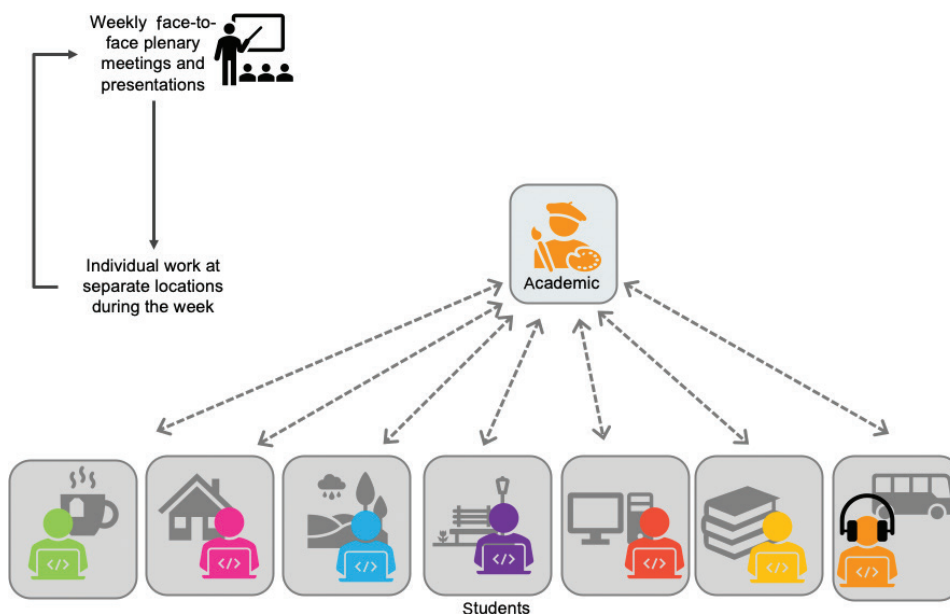 Weekly face-to-
face plenary
meetings and
presentations
Individual work at
separate locations
during the week
Academic
</>
</>
</>
</>
</>
</>
</>
Students